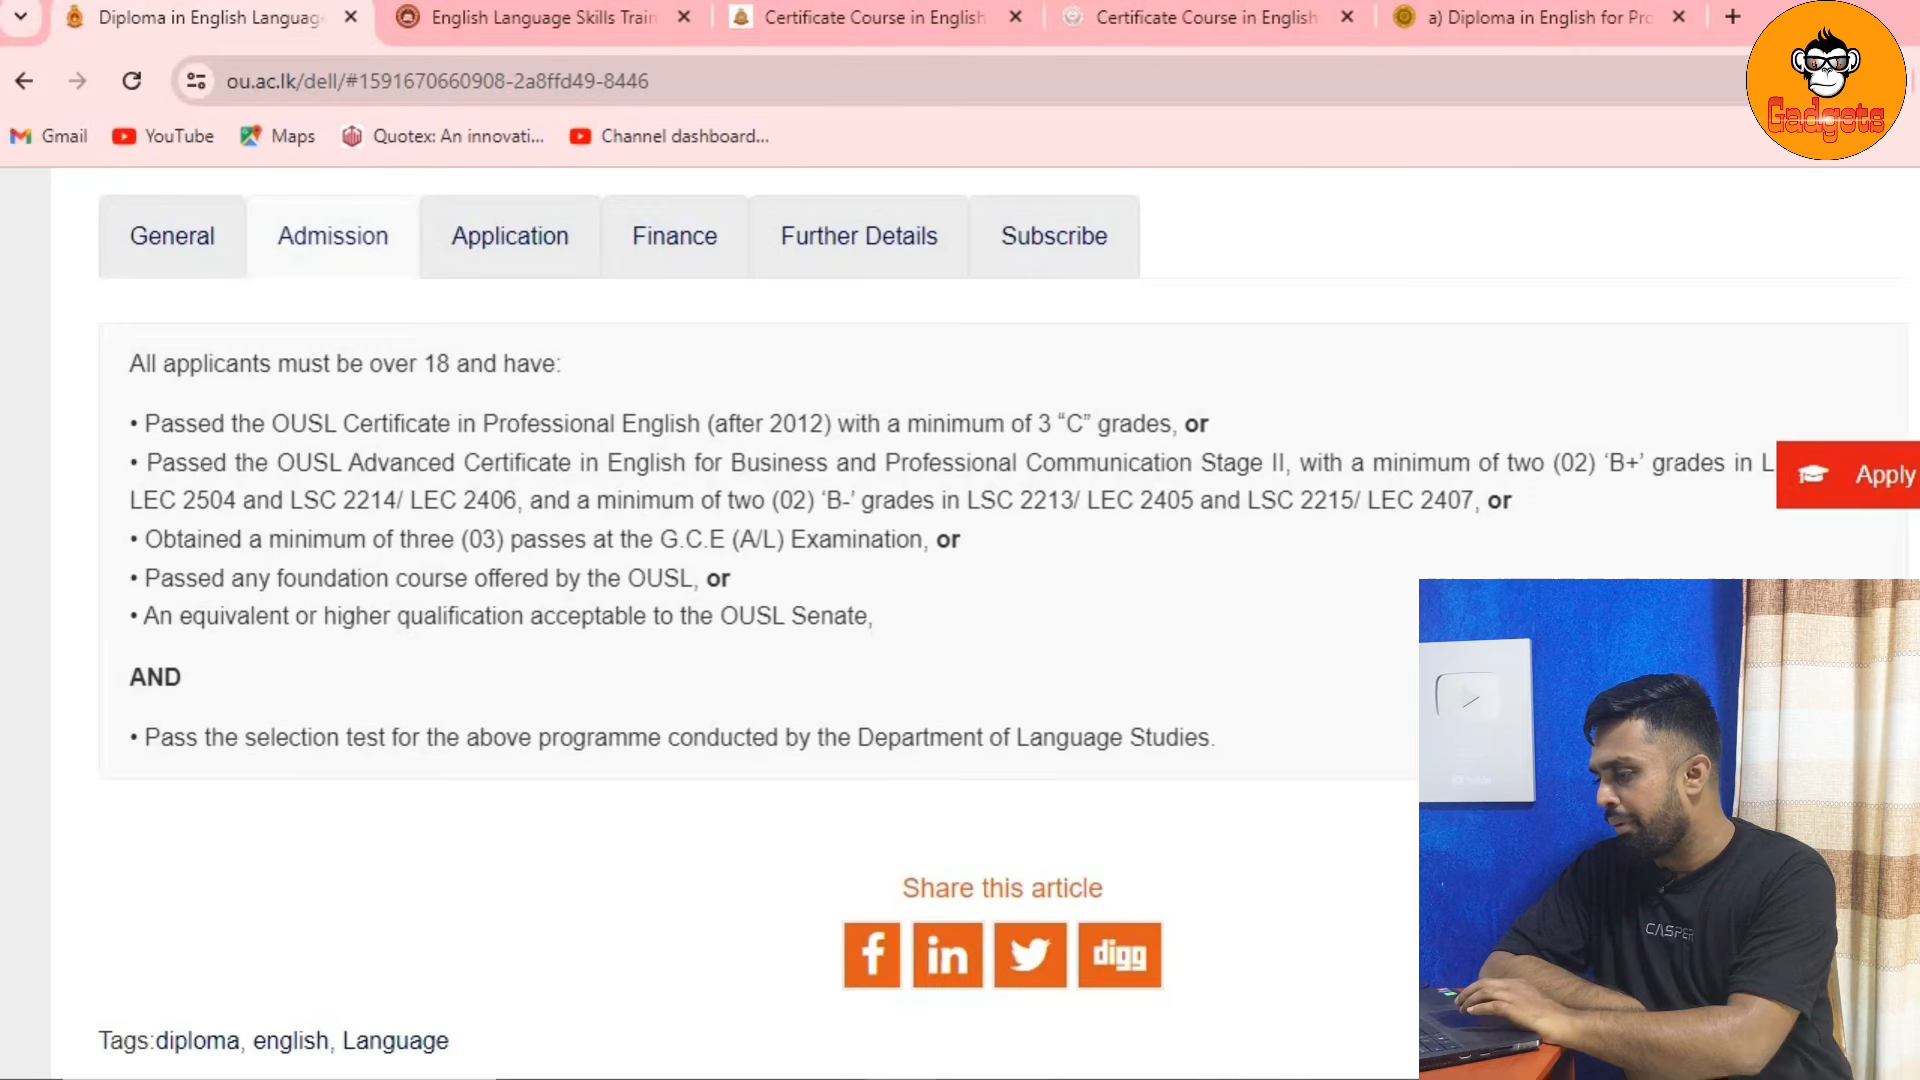 Diploma in English Languag
English Language Skills Train
Certificate Course in English
Certificate Course in English
a) Diploma in English for Pro
ou.ac.lk/dell/#1591670660908-2a8ffd49-8446
Gmail
YouTube
Maps
Quotex: An innovati...
Channel dashboard...
Gadgets
General
Admission
Application
Finance
Further Details
Subscribe
All applicants must be over 18 and have:
• Passed the OUSL Certificate in Professional English (after 2012) with a minimum of 3 “C” grades, or
• Passed the OUSL Advanced Certificate in English for Business and Professional Communication Stage II, with a minimum of two (02) ‘B+’ grades in L
LEC 2504 and LSC 2214/ LEC 2406, and a minimum of two (02) ‘B-’ grades in LSC 2213/ LEC 2405 and LSC 2215/ LEC 2407, or
Apply
• Obtained a minimum of three (03) passes at the G.C.E (A/L) Examination, or
• Passed any foundation course offered by the OUSL, or
• An equivalent or higher qualification acceptable to the OUSL Senate,
AND
• Pass the selection test for the above programme conducted by the Department of Language Studies.
Share this article
f
in
digg
CASPER
Tags:diploma, english, Language